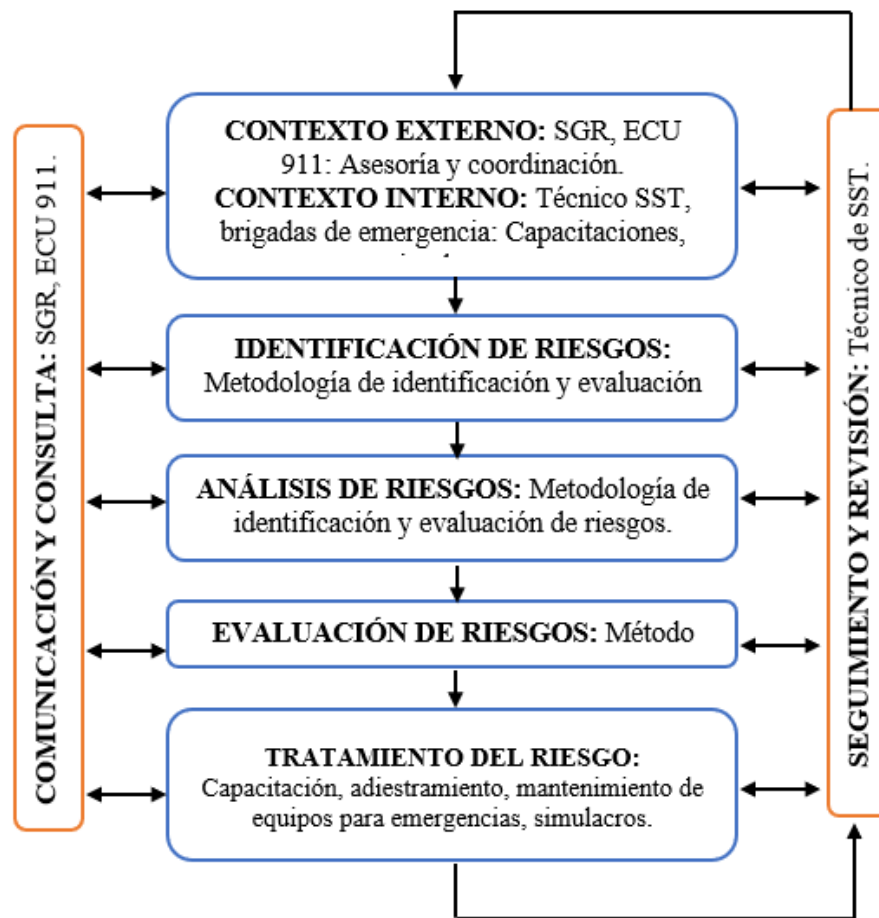 CONTEXTO EXTERNO: SGR, ECU
911: Asesoría y coordinación.
CONTEXTO INTERNO: Técnico SST,
brigadas de emergencia: Capacitaciones,
COMUNICACIÓN Y CONSULTA: SGR, ECU 911.
SEGUIMIENTO Y REVISIÓN: Técnico de SST.
IDENTIFICACIÓN DE RIESGOS:
Metodología de identificación y evaluación
ANÁLISIS DE RIESGOS: Metodología de
identificación y evaluación de riesgos.
EVALUACIÓN DE RIESGOS: Método
TRATAMIENTO DEL RIESGO:
Capacitación, adiestramiento, mantenimiento de
equipos para emergencias, simulacros.